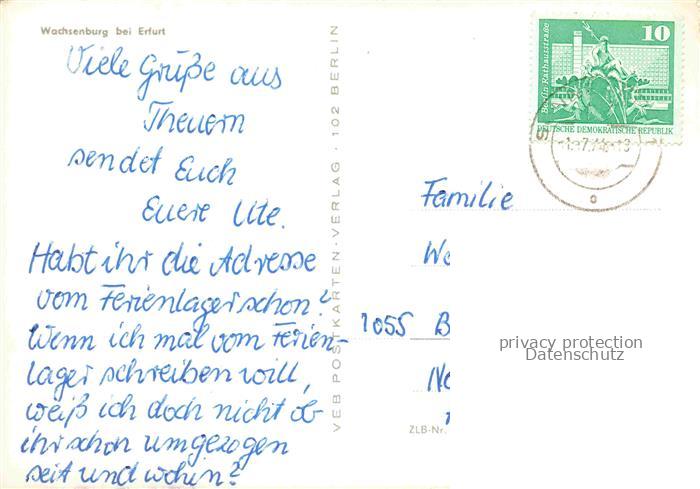 Wachsenburg bei Erfurt
Viele Grüße aus
Theuern
sendet Euch
Euere Ute.
Habt ihr die Adresse
vom Ferienlager schon?
Wenn ich mal vom Ferien-
lager schreiben will,
weiß ich doch nicht ob
ihr schon umgezogen
seit und wohin?
VEB POSTKARTEN-VERLAG · 102 BERLIN
10
Berlin, Rathausstraße
DEUTSCHE DEMOKRATISCHE REPUBLIK
Familie
We
1055 B
Ne
ZLB-Nr.
privacy protection
Datenschutz